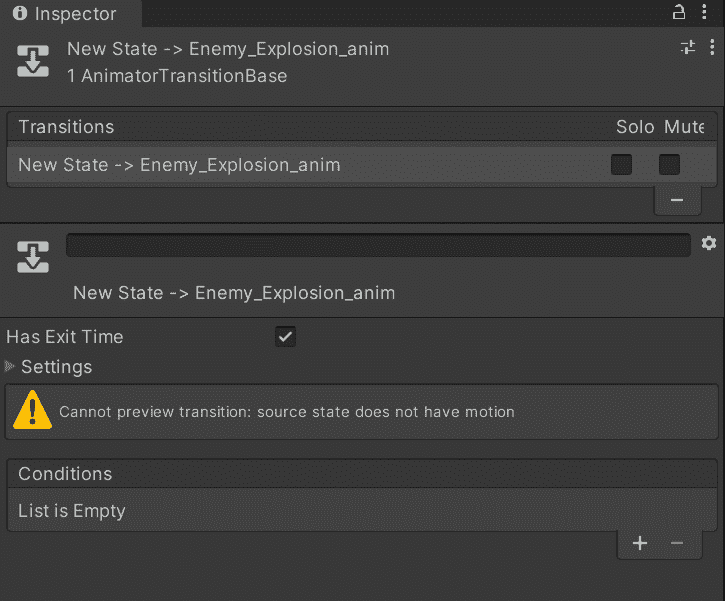 Inspector
New State -> Enemy_Explosion_anim
1 AnimatorTransitionBase
Transitions Solo Mute
New State -> Enemy_Explosion_anim
New State -> Enemy_Explosion_anim
Has Exit Time
Settings
Cannot preview transition: source state does not have motion
Conditions
List is Empty